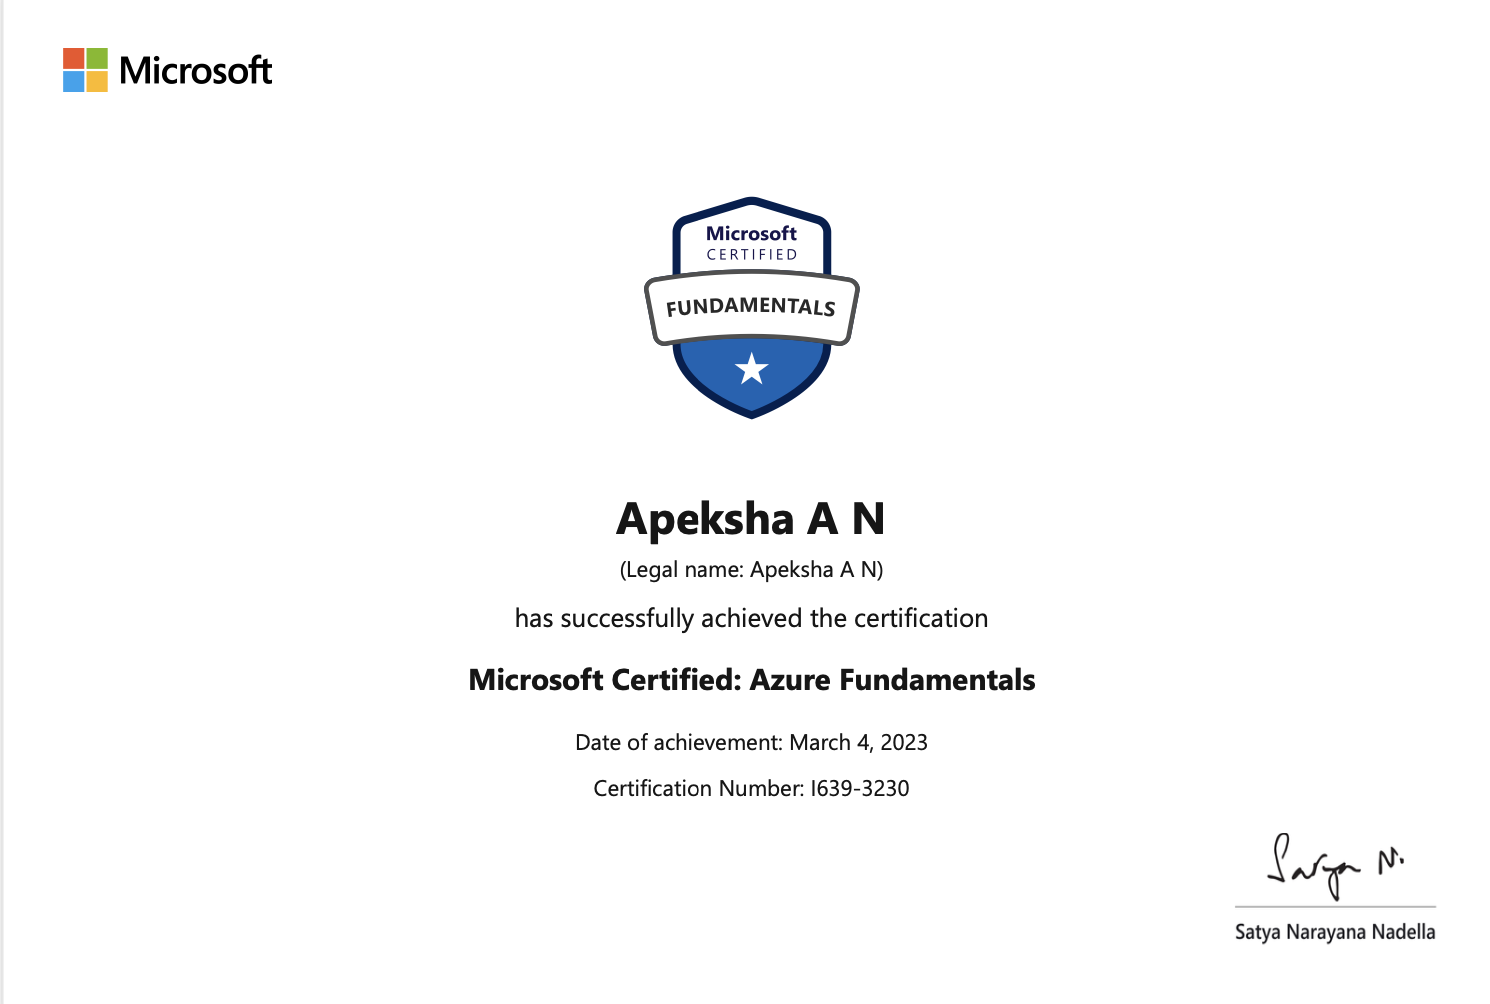 Microsoft
Microsoft
CERTIFIED
FUNDAMENTALS
Apeksha A N
(Legal name: Apeksha A N)
has successfully achieved the certification
Microsoft Certified: Azure Fundamentals
Date of achievement: March 4, 2023
Certification Number: I639-3230
Satya N.
Satya Narayana Nadella